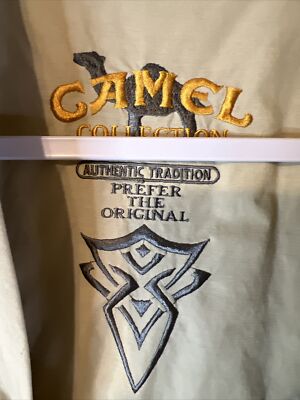 CAMEL
COLLECTION
AUTHENTIC TRADITION
PREFER
THE
ORIGINAL